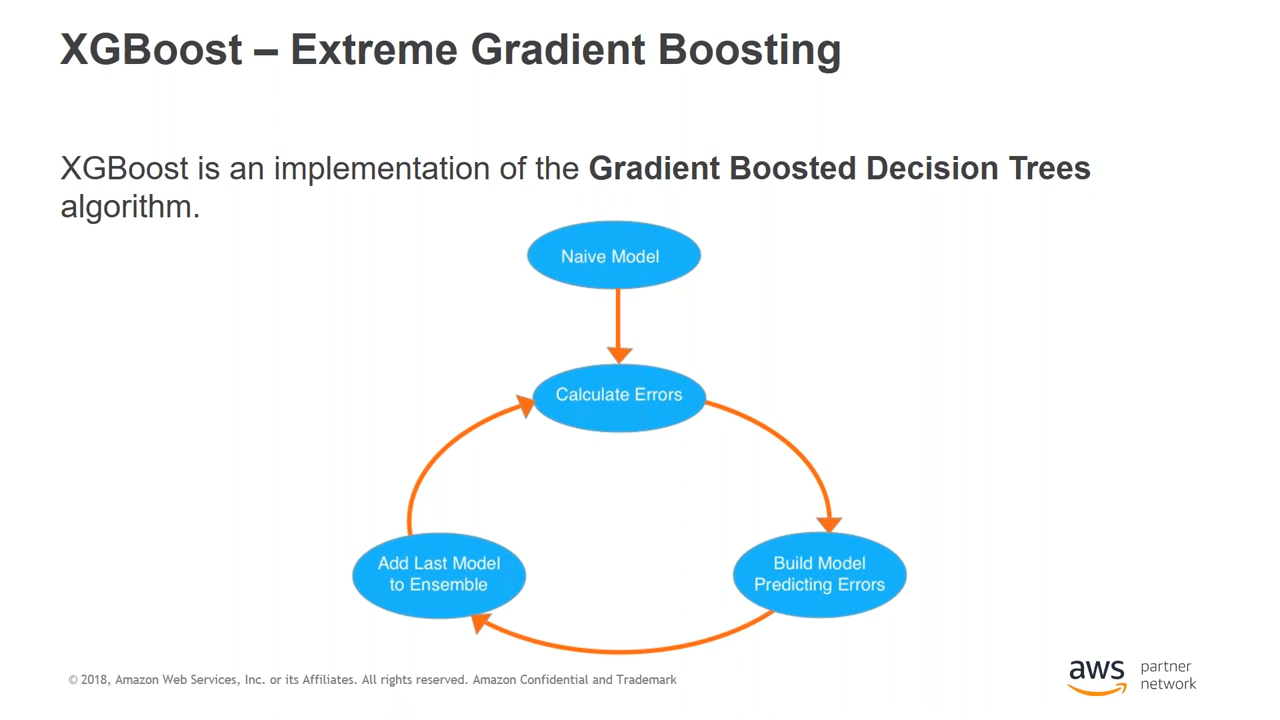 XGBoost – Extreme Gradient Boosting
XGBoost is an implementation of the Gradient Boosted Decision Trees
algorithm.
Naive Model
Calculate Errors
Add Last Model
to Ensemble
Build Model
Predicting Errors
© 2018, Amazon Web Services, Inc. or its Affiliates. All rights reserved. Amazon Confidential and Trademark
aws
partner
network